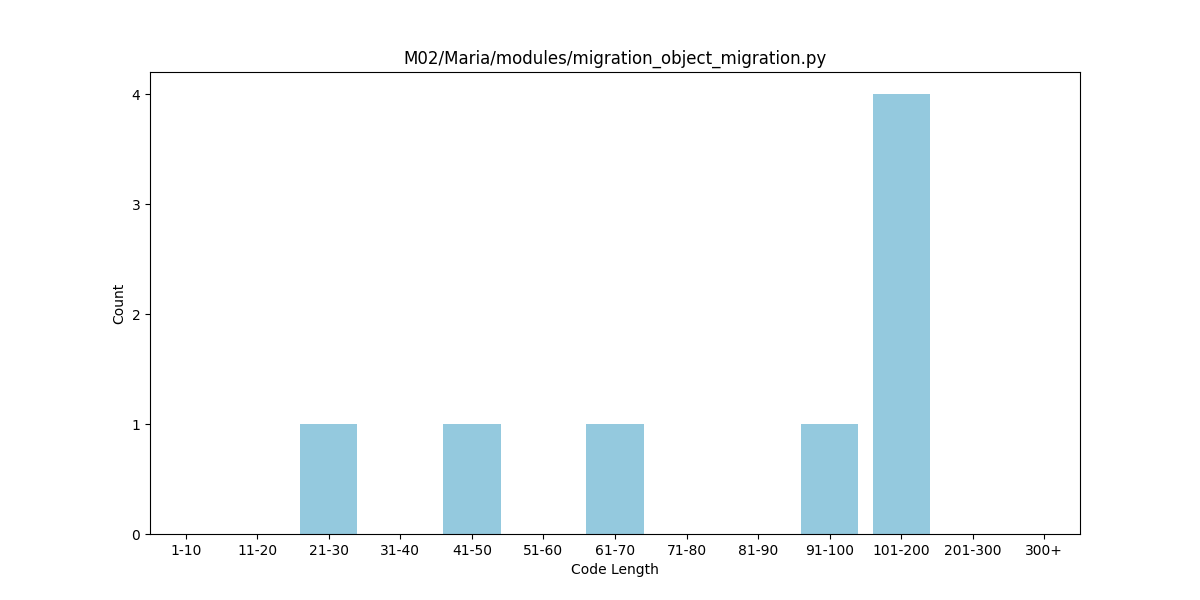 M02/Maria/modules/migration_object_migration.py
4
3
2
1
0
Count
1-10 11-20 21-30 31-40 41-50 51-60 61-70 71-80 81-90 91-100 101-200 201-300 300+
Code Length